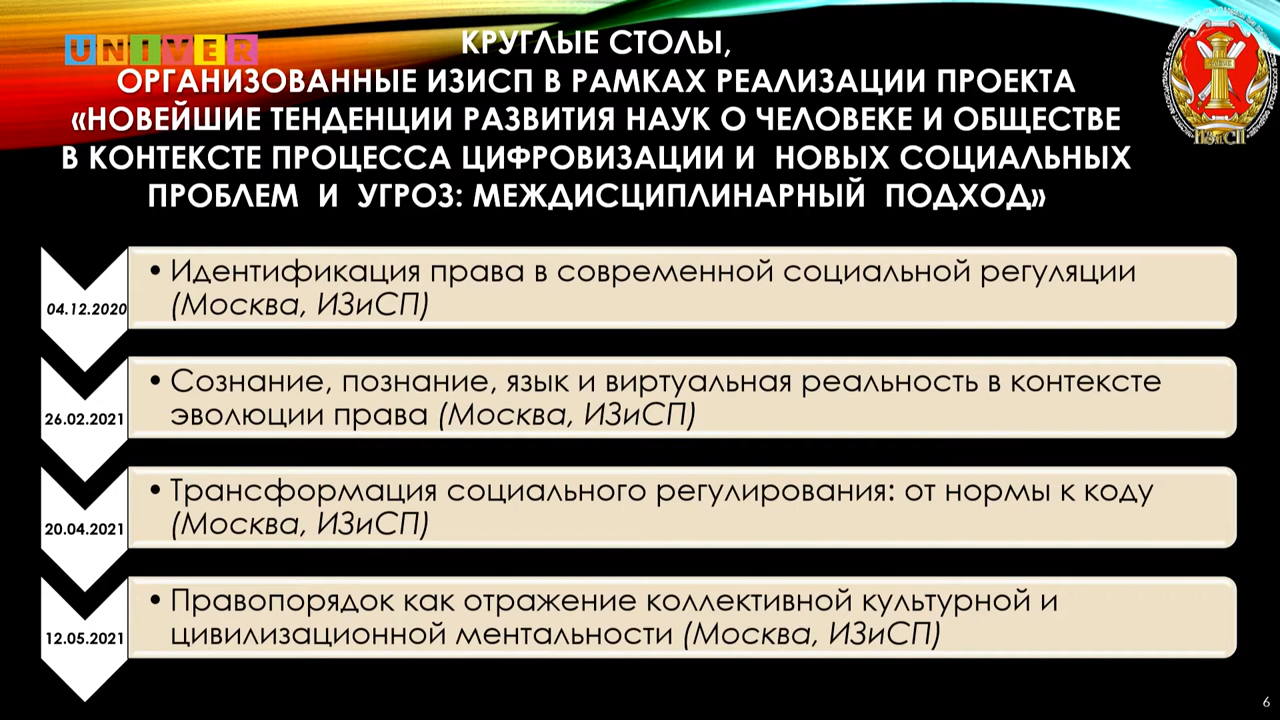 UNIVER
КРУГЛЫЕ СТОЛЫ,
ОРГАНИЗОВАННЫЕ ИЗИСП В РАМКАХ РЕАЛИЗАЦИИ ПРОЕКТА
«НОВЕЙШИЕ ТЕНДЕНЦИИ РАЗВИТИЯ НАУК О ЧЕЛОВЕКЕ И ОБЩЕСТВЕ
В КОНТЕКСТЕ ПРОЦЕССА ЦИФРОВИЗАЦИИ И НОВЫХ СОЦИАЛЬНЫХ
ПРОБЛЕМ И УГРОЗ: МЕЖДИСЦИПЛИНАРНЫЙ ПОДХОД»
ИЗиСП
04.12.2020
• Идентификация права в современной социальной регуляции
(Москва, ИЗиСП)
26.02.2021
• Сознание, познание, язык и виртуальная реальность в контексте
эволюции права (Москва, ИЗиСП)
20.04.2021
• Трансформация социального регулирования: от нормы к коду
(Москва, ИЗиСП)
12.05.2021
• Правопорядок как отражение коллективной культурной и
цивилизационной ментальности (Москва, ИЗиСП)
6